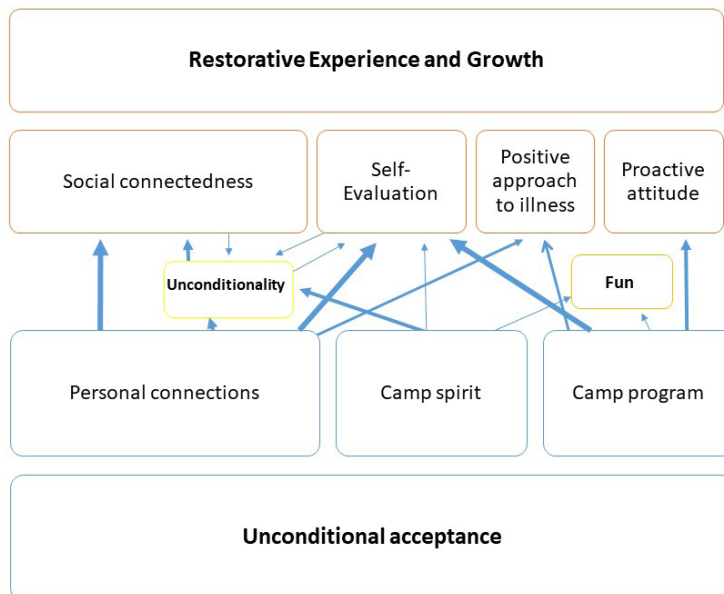 Restorative Experience and Growth
Social connectedness
Self-
Evaluation
Positive
approach
to illness
Proactive
attitude
Unconditionality
Fun
Personal connections
Camp spirit
Camp program
Unconditional acceptance